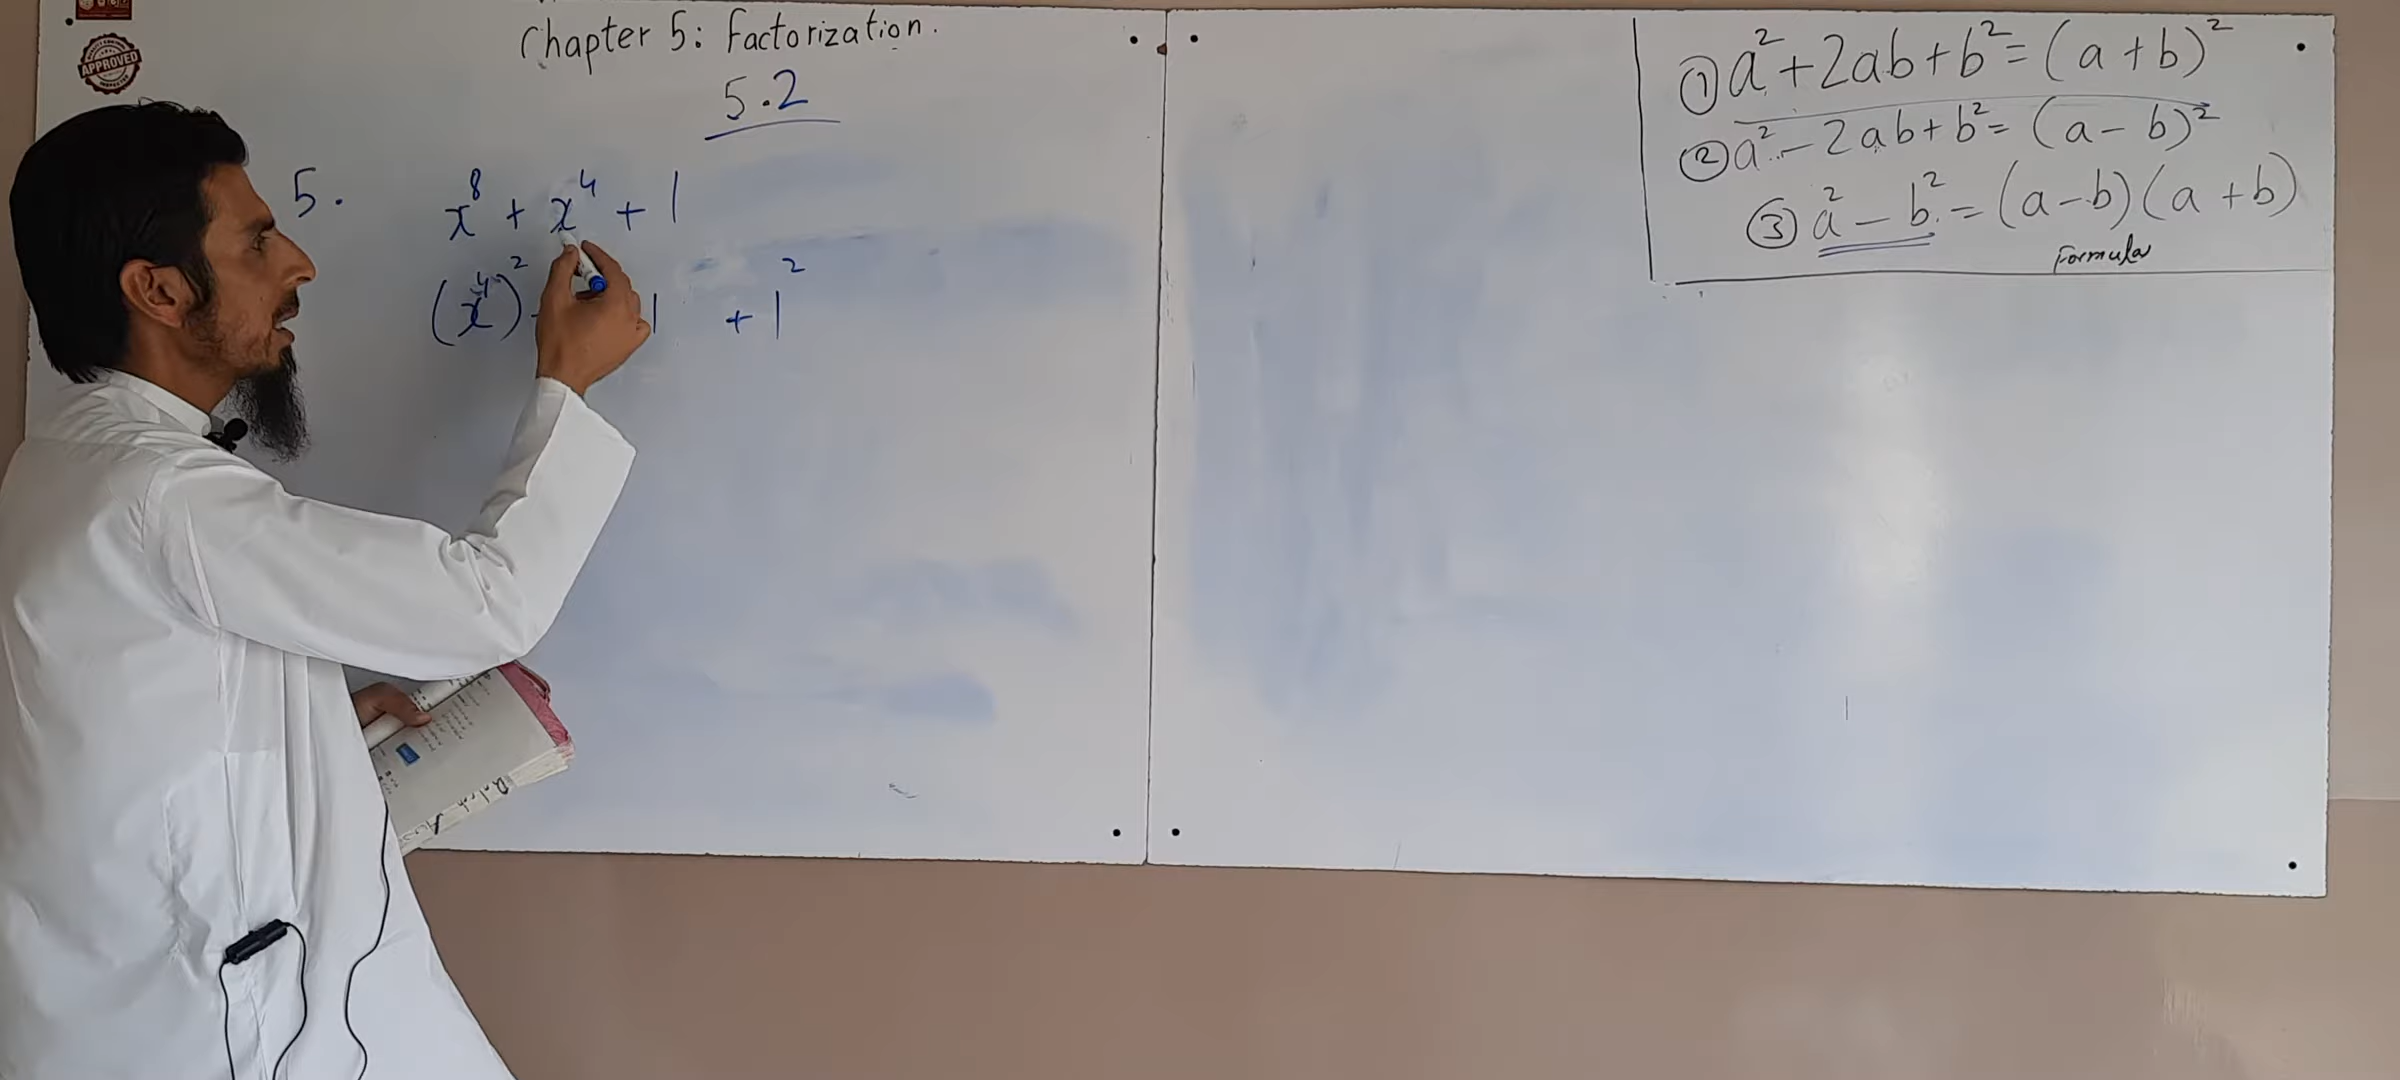 Chapter 5: Factorization.
5.2
5. x⁸ + x⁴ + 1
(x⁴)² 1 + 1²
① a² + 2ab + b² = (a + b)²
② a² - 2ab + b² = (a - b)²
③ a² - b² = (a - b)(a + b)
Formula
APPROVED